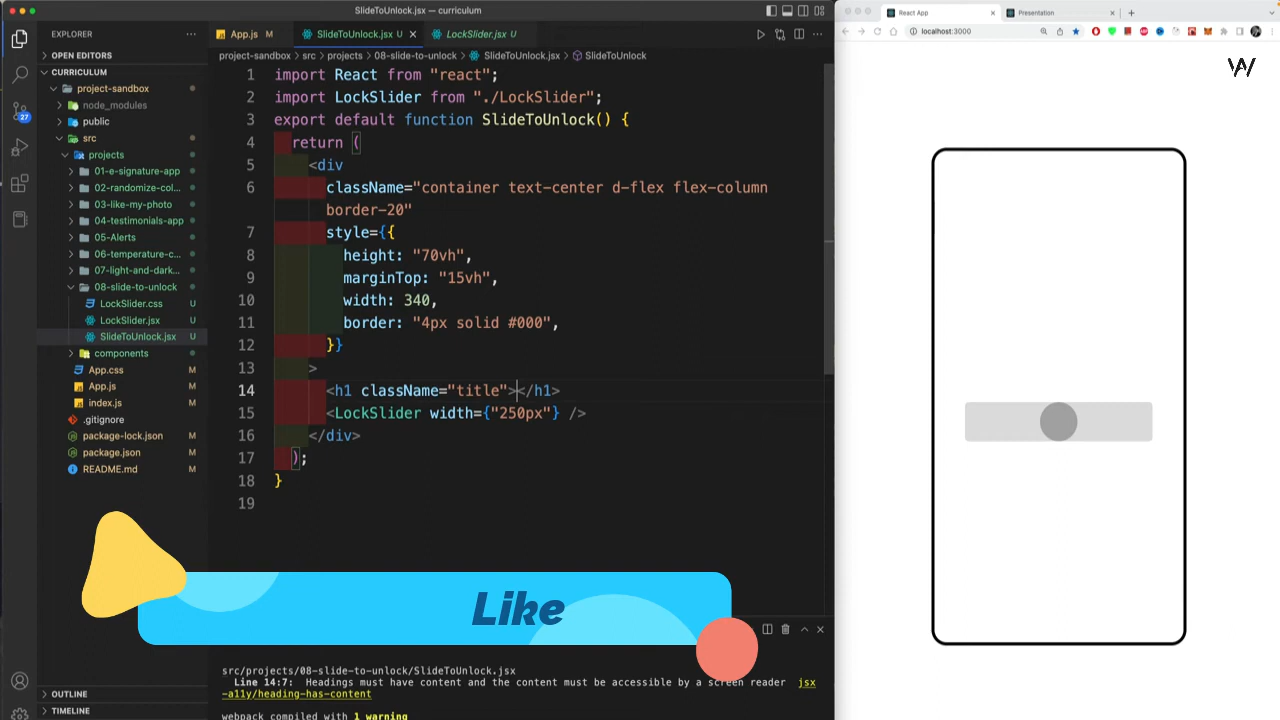 SlideToUnlock.jsx — curriculum
EXPLORER
OPEN EDITORS
CURRICULUM
project-sandbox
node_modules
public
src
projects
01-e-signature-app
02-randomize-col...
03-like-my-photo
04-testimonials-app
05-Alerts
06-temperature-c...
07-light-and-dark...
08-slide-to-unlock
LockSlider.css U
LockSlider.jsx U
SlideToUnlock.jsx U
components
App.css M
App.js M
index.js M
.gitignore
package-lock.json M
package.json M
README.md M
OUTLINE
TIMELINE
27
App.js M
SlideToUnlock.jsx U
LockSlider.jsx U
project-sandbox > src > projects > 08-slide-to-unlock > SlideToUnlock.jsx > SlideToUnlock
1 import React from "react";
2 import LockSlider from "./LockSlider";
3 export default function SlideToUnlock() {
4 return (
5 <div
6 className="container text-center d-flex flex-column
border-20"
7 style={{
8 height: "70vh",
9 marginTop: "15vh",
10 width: 340,
11 border: "4px solid #000",
12 }}
13 >
14 <h1 className="title"></h1>
15 <LockSlider width={"250px"} />
16 </div>
17 );
18 }
19
Like
src/projects/08-slide-to-unlock/SlideToUnlock.jsx
Line 14:7: Headings must have content and the content must be accessible by a screen reader jsx
-a11y/heading-has-content
webpack compiled with 1 warning
React App
Presentation
localhost:3000
W